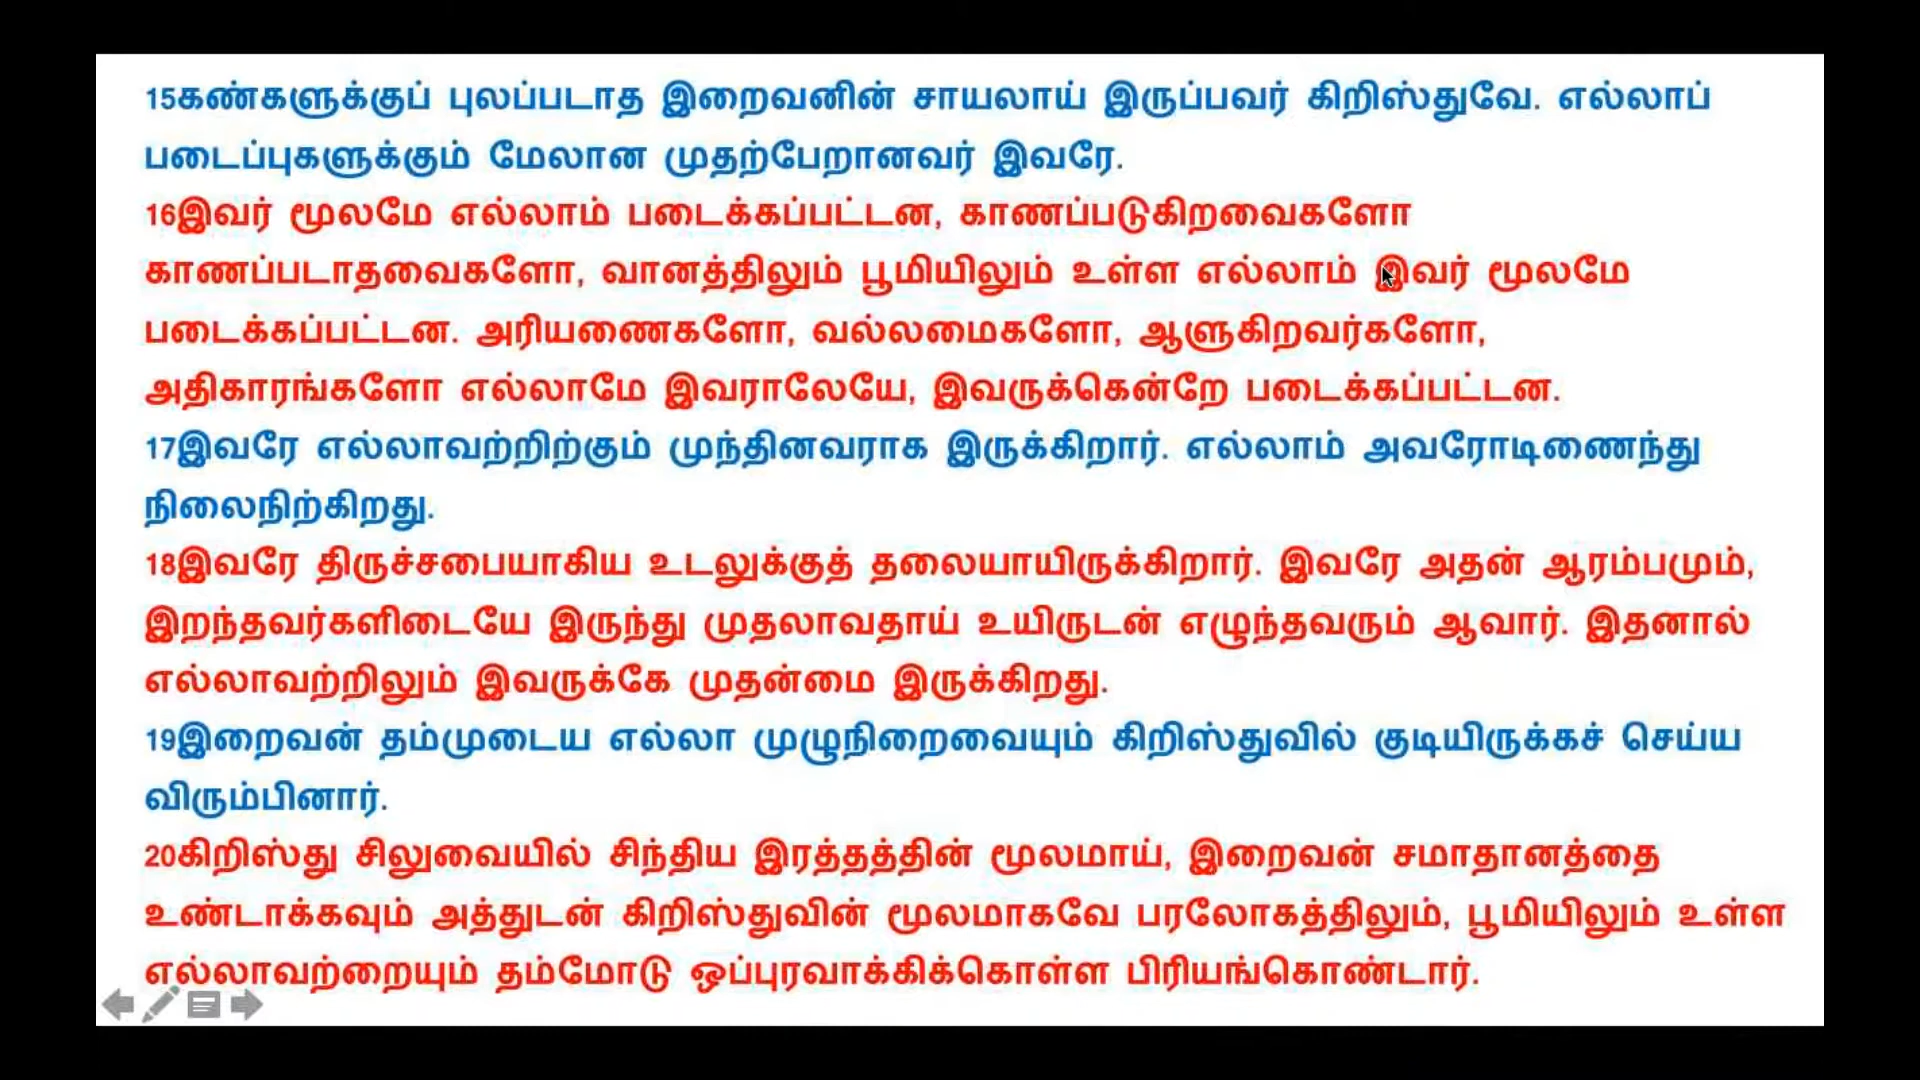 15கண்களுக்குப் புலப்படாத இறைவனின் சாயலாய் இருப்பவர் கிறிஸ்துவே. எல்லாப்
படைப்புகளுக்கும் மேலான முதற்பேறானவர் இவரே.
16இவர் மூலமே எல்லாம் படைக்கப்பட்டன, காணப்படுகிறவைகளோ
காணப்படாதவைகளோ, வானத்திலும் பூமியிலும் உள்ள எல்லாம் இவர் மூலமே
படைக்கப்பட்டன. அரியணைகளோ, வல்லமைகளோ, ஆளுகிறவர்களோ,
அதிகாரங்களோ எல்லாமே இவராலேயே, இவருக்கென்றே படைக்கப்பட்டன.
17இவரே எல்லாவற்றிற்கும் முந்தினவராக இருக்கிறார். எல்லாம் அவரோடிணைந்து
நிலைநிற்கிறது.
18இவரே திருச்சபையாகிய உடலுக்குத் தலையாயிருக்கிறார். இவரே அதன் ஆரம்பமும்,
இறந்தவர்களிடையே இருந்து முதலாவதாய் உயிருடன் எழுந்தவரும் ஆவார். இதனால்
எல்லாவற்றிலும் இவருக்கே முதன்மை இருக்கிறது.
19இறைவன் தம்முடைய எல்லா முழுநிறைவையும் கிறிஸ்துவில் குடியிருக்கச் செய்ய
விரும்பினார்.
20கிறிஸ்து சிலுவையில் சிந்திய இரத்தத்தின் மூலமாய், இறைவன் சமாதானத்தை
உண்டாக்கவும் அத்துடன் கிறிஸ்துவின் மூலமாகவே பரலோகத்திலும், பூமியிலும் உள்ள
எல்லாவற்றையும் தம்மோடு ஒப்புரவாக்கிக்கொள்ள பிரியங்கொண்டார்.